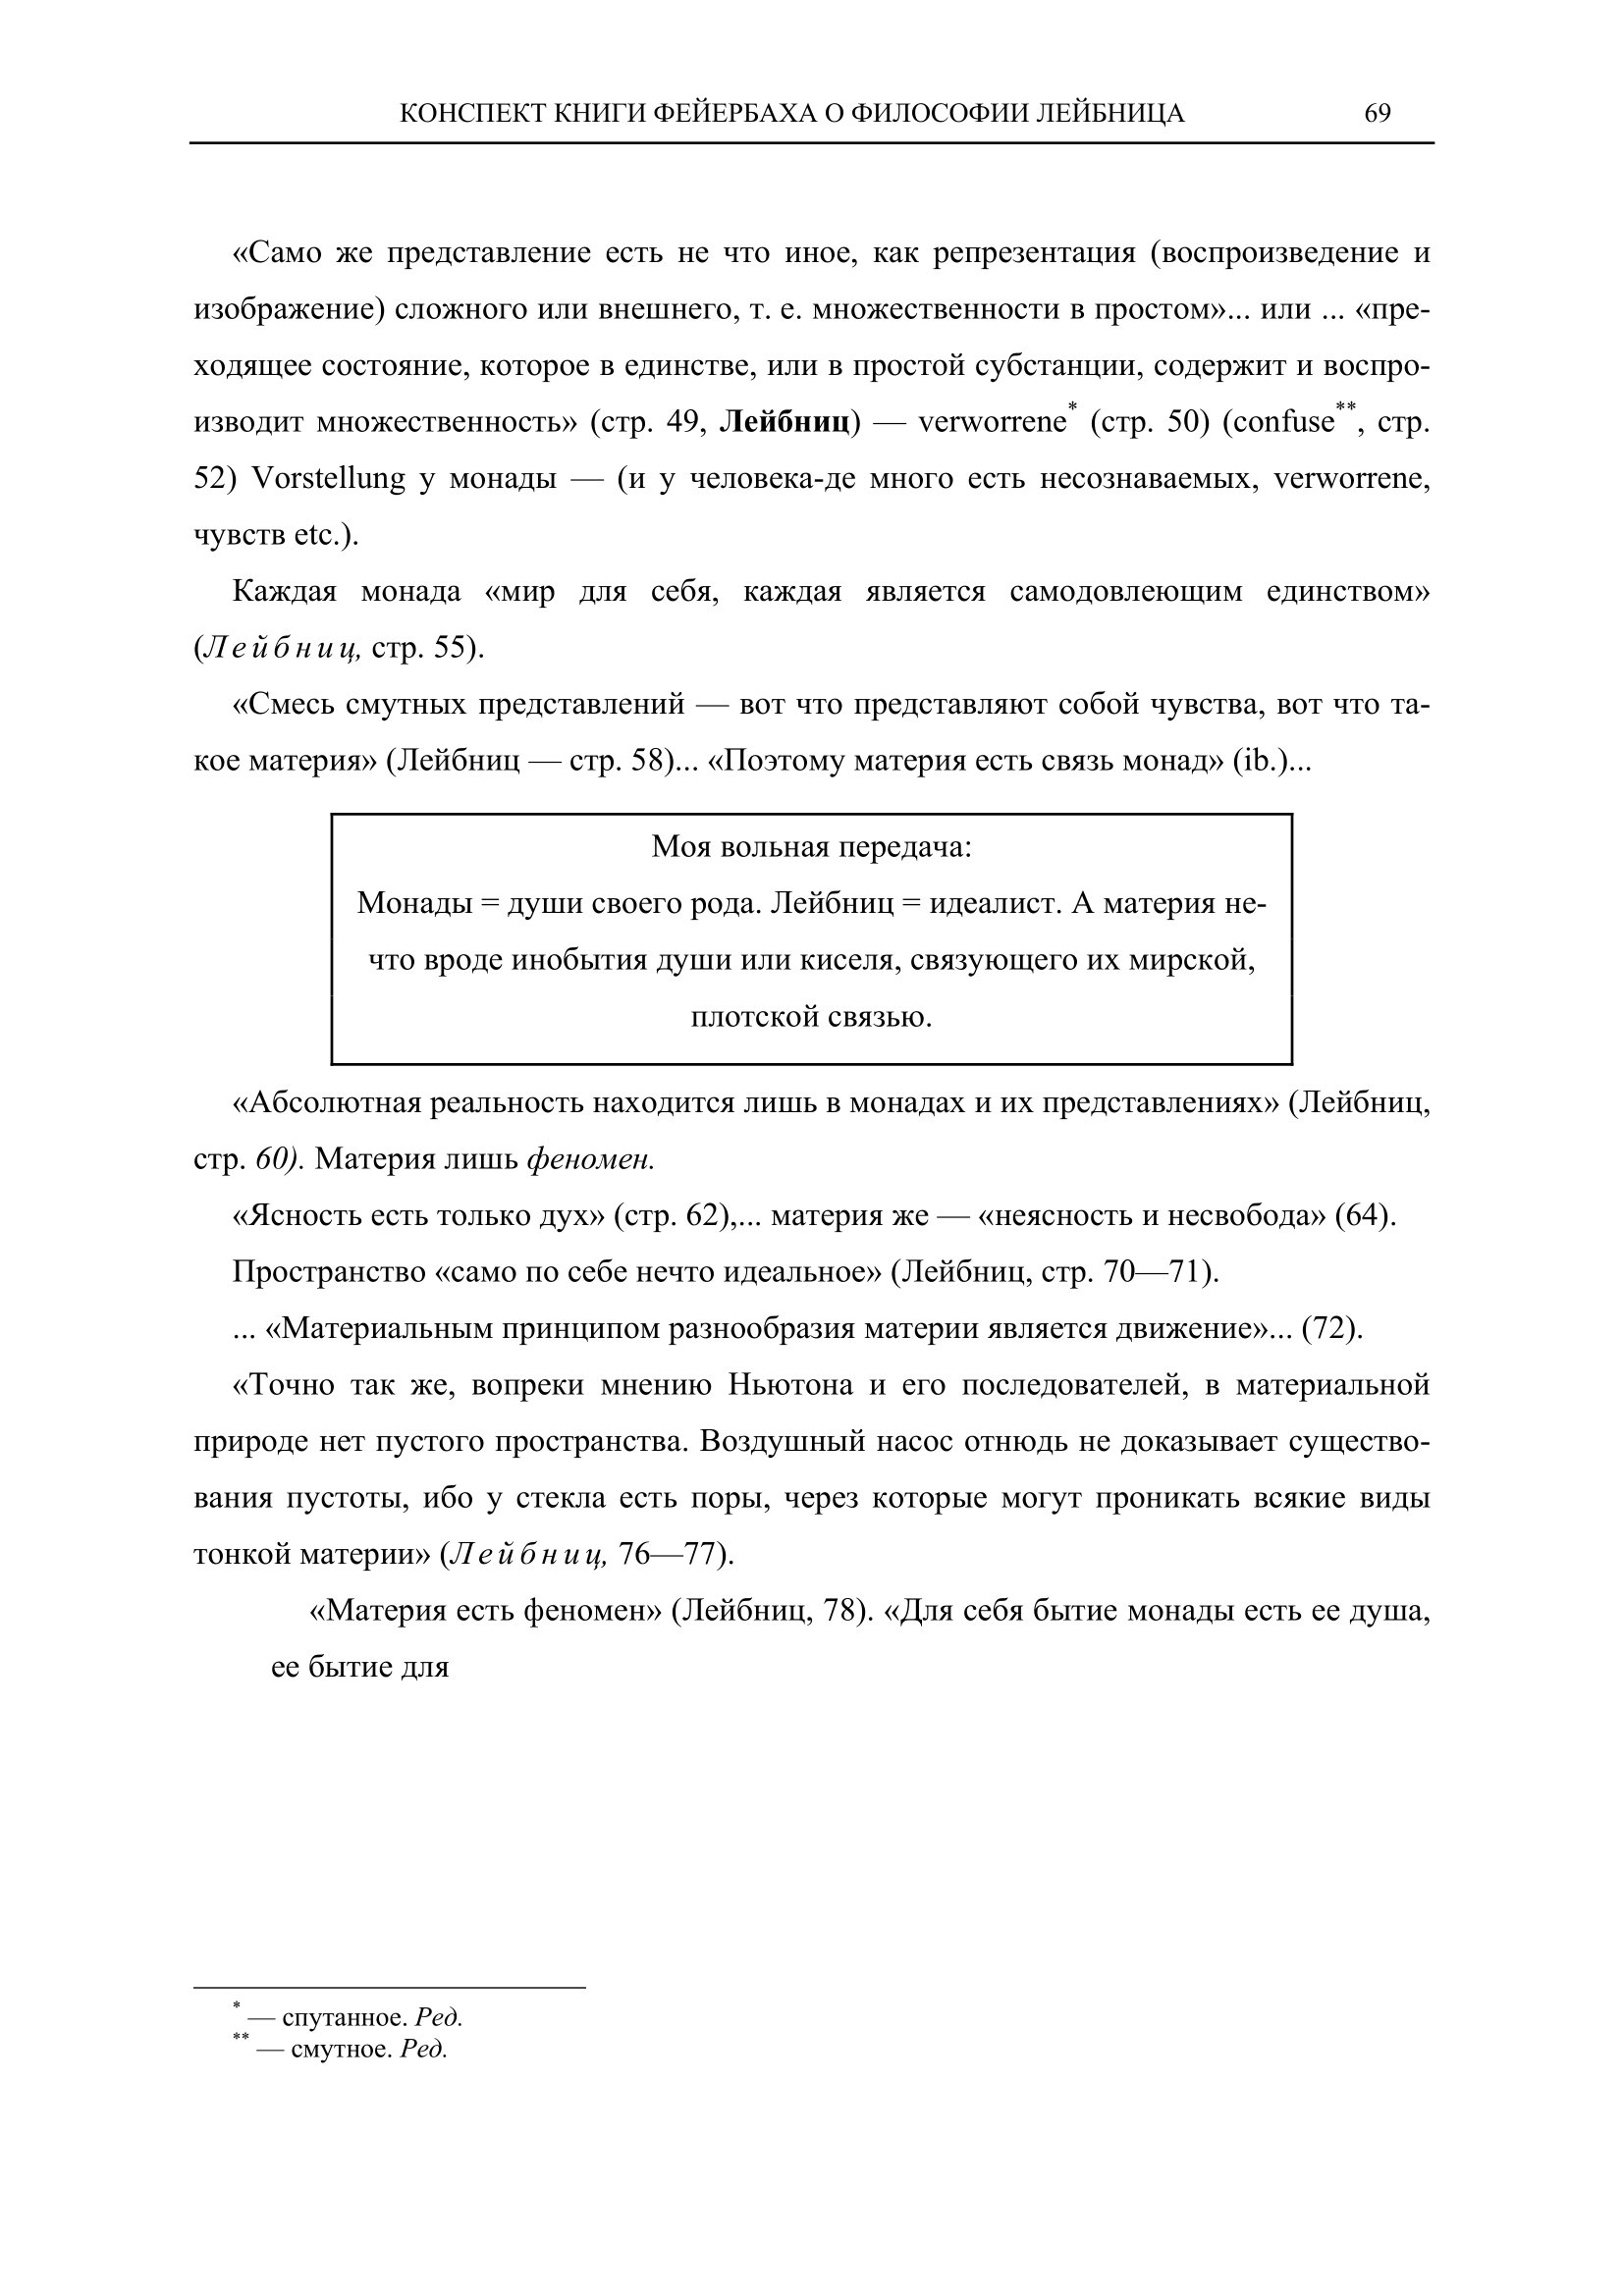 КОНСПЕКТ КНИГИ ФЕЙЕРБАХА О ФИЛОСОФИИ ЛЕЙБНИЦА 69
«Само же представление есть не что иное, как репрезентация (воспроизведение и
изображение) сложного или внешнего, т. е. множественности в простом»... или ... «пре-
ходящее состояние, которое в единстве, или в простой субстанции, содержит и воспро-
изводит множественность» (стр. 49, Лейбниц) — verworrene* (стр. 50) (confuse**, стр.
52) Vorstellung у монады — (и у человека-де много есть несознаваемых, verworrene,
чувств etc.).
Каждая монада «мир для себя, каждая является самодовлеющим единством»
(Лейбниц, стр. 55).
«Смесь смутных представлений — вот что представляют собой чувства, вот что та-
кое материя» (Лейбниц — стр. 58)... «Поэтому материя есть связь монад» (ib.)...
Моя вольная передача:
Монады = души своего рода. Лейбниц = идеалист. А материя не-
что вроде инобытия души или киселя, связующего их мирской,
плотской связью.
«Абсолютная реальность находится лишь в монадах и их представлениях» (Лейбниц,
стр. 60). Материя лишь феномен.
«Ясность есть только дух» (стр. 62),... материя же — «неясность и несвобода» (64).
Пространство «само по себе нечто идеальное» (Лейбниц, стр. 70—71).
... «Материальным принципом разнообразия материи является движение»... (72).
«Точно так же, вопреки мнению Ньютона и его последователей, в материальной
природе нет пустого пространства. Воздушный насос отнюдь не доказывает существо-
вания пустоты, ибо у стекла есть поры, через которые могут проникать всякие виды
тонкой материи» (Лейбниц, 76—77).
«Материя есть феномен» (Лейбниц, 78). «Для себя бытие монады есть ее душа,
ее бытие для
* — спутанное. Ред.
** — смутное. Ред.